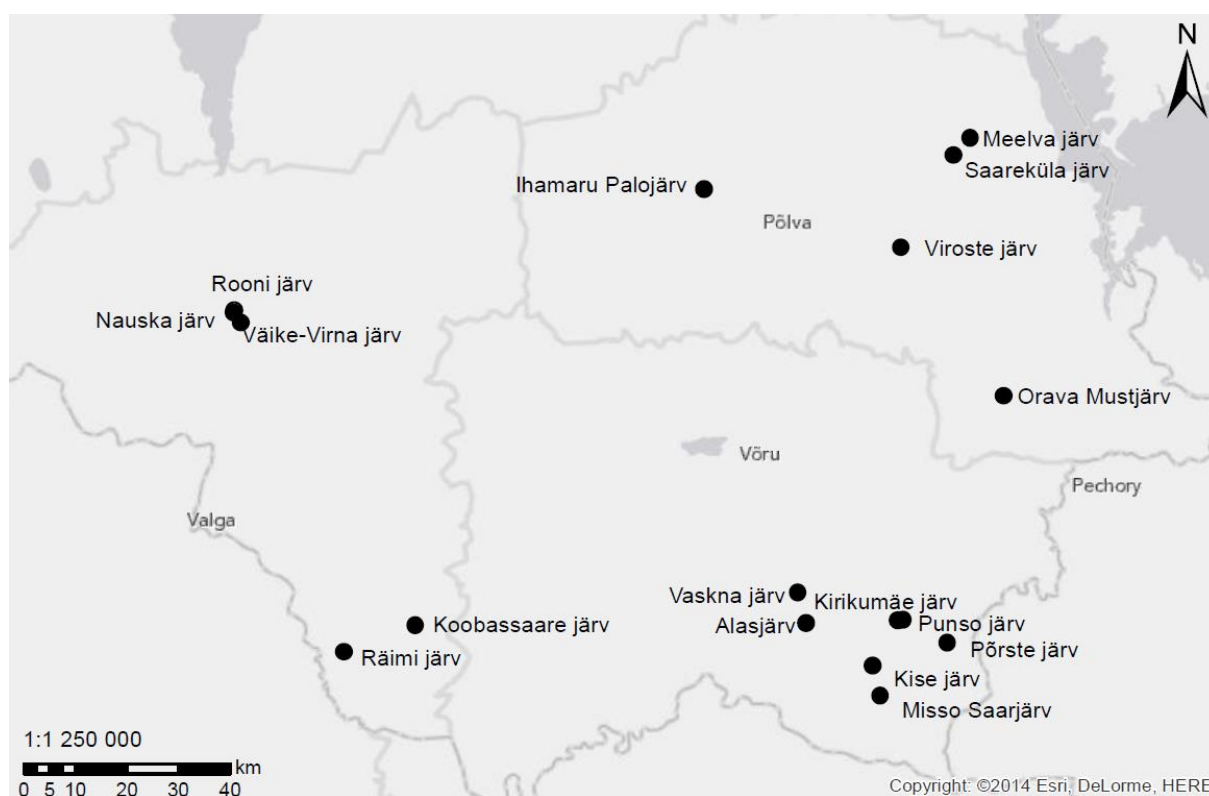 N
Meelva järv
Saareküla järv
Ihamaru Palojärv
Põlva
Viroste järv
Rooni järv
Nauska järv
Väike-Virna järv
Orava Mustjärv
Võru
Pechory
Valga
Vaskna järv
Kirikumäe järv
Alasjärv
Punso järv
Koobassaare järv
Põrste järv
Räimi järv
Kise järv
Misso Saarjärv
1:1 250 000
km
0 5 10 20 30 40
Copyright: ©2014 Esri, DeLorme, HERE